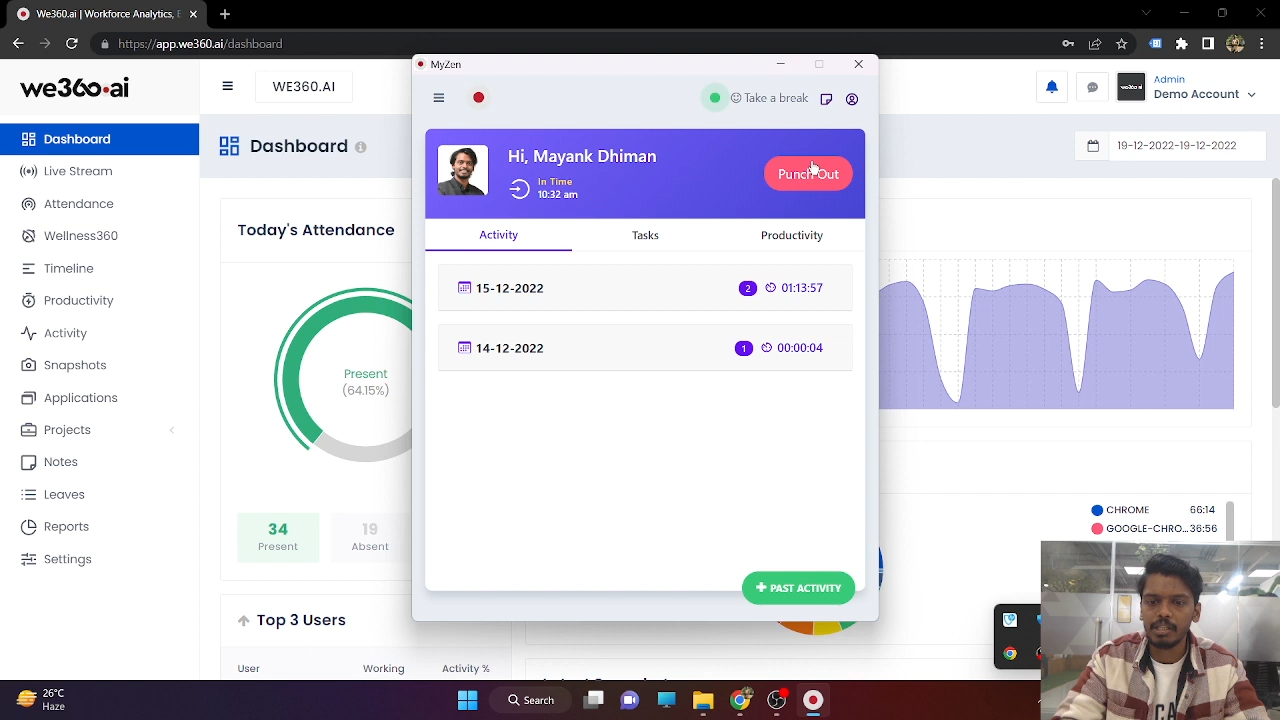 We360.ai | Workforce Analytics, E
https://app.we360.ai/dashboard
we360.ai
WE360.AI
Admin
Demo Account
Dashboard
Live Stream
Attendance
Wellness360
Timeline
Productivity
Activity
Snapshots
Applications
Projects
Notes
Leaves
Reports
Settings
Dashboard
19-12-2022-19-12-2022
Today's Attendance
Present
(64.15%)
34
Present
19
Absent
Top 3 Users
User Working Activity %
MyZen
Take a break
Hi, Mayank Dhiman
In Time
10:32 am
Punch Out
Activity Tasks Productivity
15-12-2022 2 01:13:57
14-12-2022 1 00:00:04
+ PAST ACTIVITY
CHROME 66:14
GOOGLE-CHRO... 36:56
26°C
Haze
Search